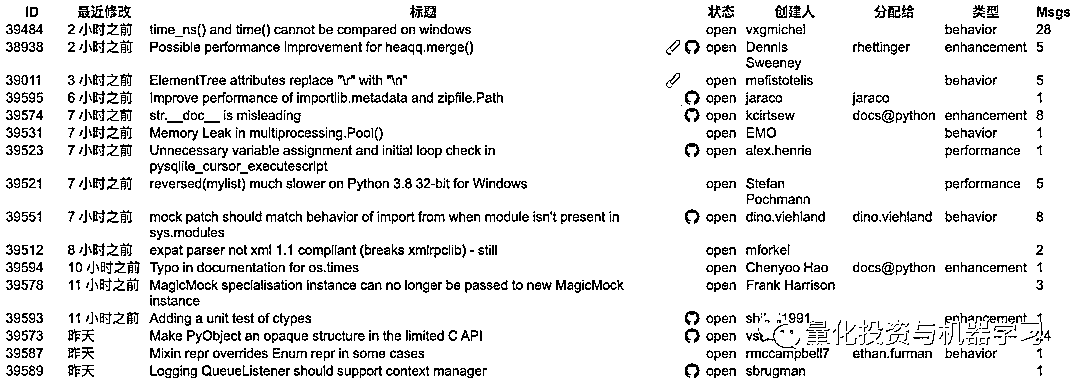 ID 最近修改 标题 状态 创建人 分配给 类型 Msgs
39484 2 小时之前 time_ns() and time() cannot be compared on windows open vxgmichel behavior 28
38938 2 小时之前 Possible performance improvement for heaqq.merge() open Dennis rhettinger enhancement 5
Sweeney
39011 3 小时之前 ElementTree attributes replace "\r" with "\n" open mefistotelis behavior 5
39595 6 小时之前 Improve performance of importlib.metadata and zipfile.Path open jaraco jaraco 1
39574 7 小时之前 str.__doc__ is misleading open kcirtsew docs@python enhancement 8
39531 7 小时之前 Memory Leak in multiprocessing.Pool() open EMO behavior 1
39523 7 小时之前 Unnecessary variable assignment and initial loop check in open alex.henrie performance 1
pysqlite_cursor_executescript
39521 7 小时之前 reversed(mylist) much slower on Python 3.8 32-bit for Windows open Stefan performance 5
Pochmann
39551 7 小时之前 mock patch should match behavior of import from when module isn't present in open dino.viehland dino.viehland behavior 8
sys.modules
39512 8 小时之前 expat parser not xml 1.1 compliant (breaks xmlrpclib) - still open mforkel 2
39594 10 小时之前 Typo in documentation for os.times open Chenyoo Hao docs@python enhancement 1
39578 11 小时之前 MagicMock specialisation instance can no longer be passed to new MagicMock open Frank Harrison 3
instance
39593 11 小时之前 Adding a unit test of ctypes open enhancement 1
39573 昨天 Make PyObject an opaque structure in the limited C API open
39587 昨天 Mixin repr overrides Enum repr in some cases open rmccampbell7 ethan.furman behavior 1
39589 昨天 Logging QueueListener should support context manager open sbrugman 1
量化投资与机器学习